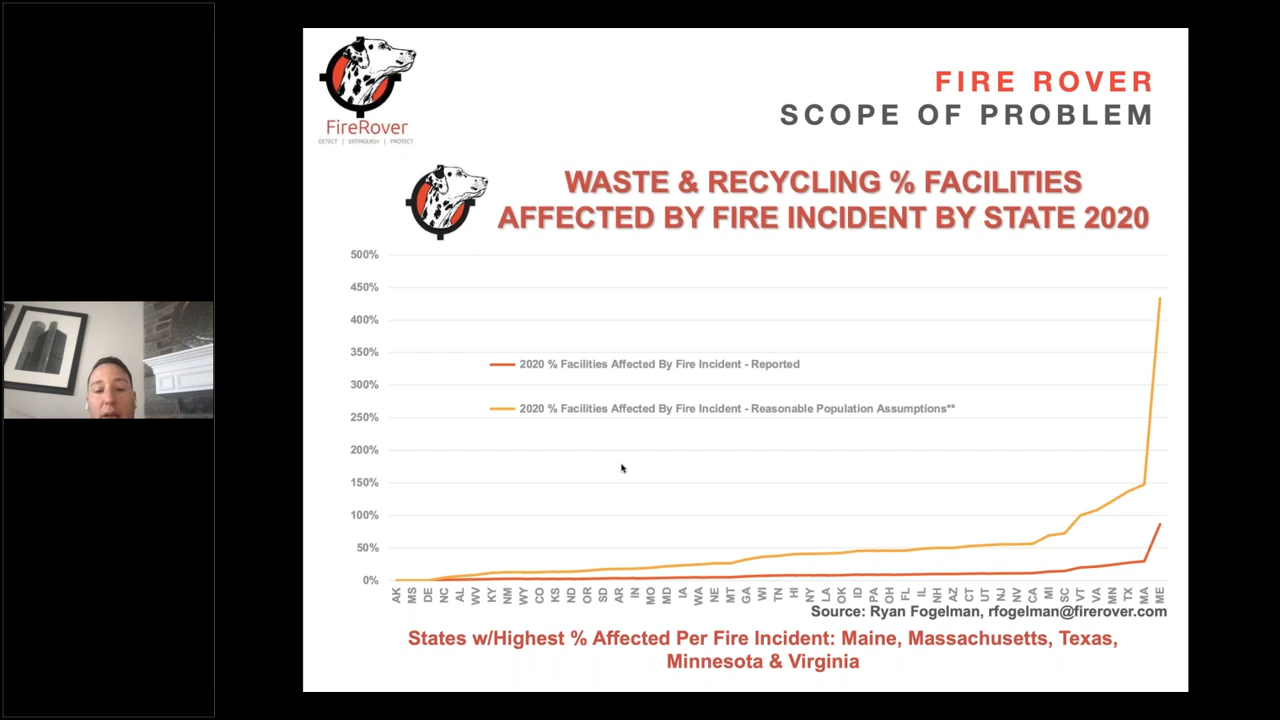 FireRover
DETECT | EXTINGUISH | PROTECT
FIRE ROVER
SCOPE OF PROBLEM
WASTE & RECYCLING % FACILITIES
AFFECTED BY FIRE INCIDENT BY STATE 2020
500%
450%
400%
350%
300%
250%
200%
150%
100%
50%
0%
2020 % Facilities Affected By Fire Incident - Reported
2020 % Facilities Affected By Fire Incident - Reasonable Population Assumptions**
AK MS DE NC AL WV KY NM WY CO KS ND OR SD AR IN MO MD IA WA NE MT GA WI TN HI NY LA OK ID PA OH FL IL NH AZ CT UT NJ NV CA MI SC VT VA MN TX MA ME
Source: Ryan Fogelman, rfogelman@firerover.com
States w/Highest % Affected Per Fire Incident: Maine, Massachusetts, Texas,
Minnesota & Virginia